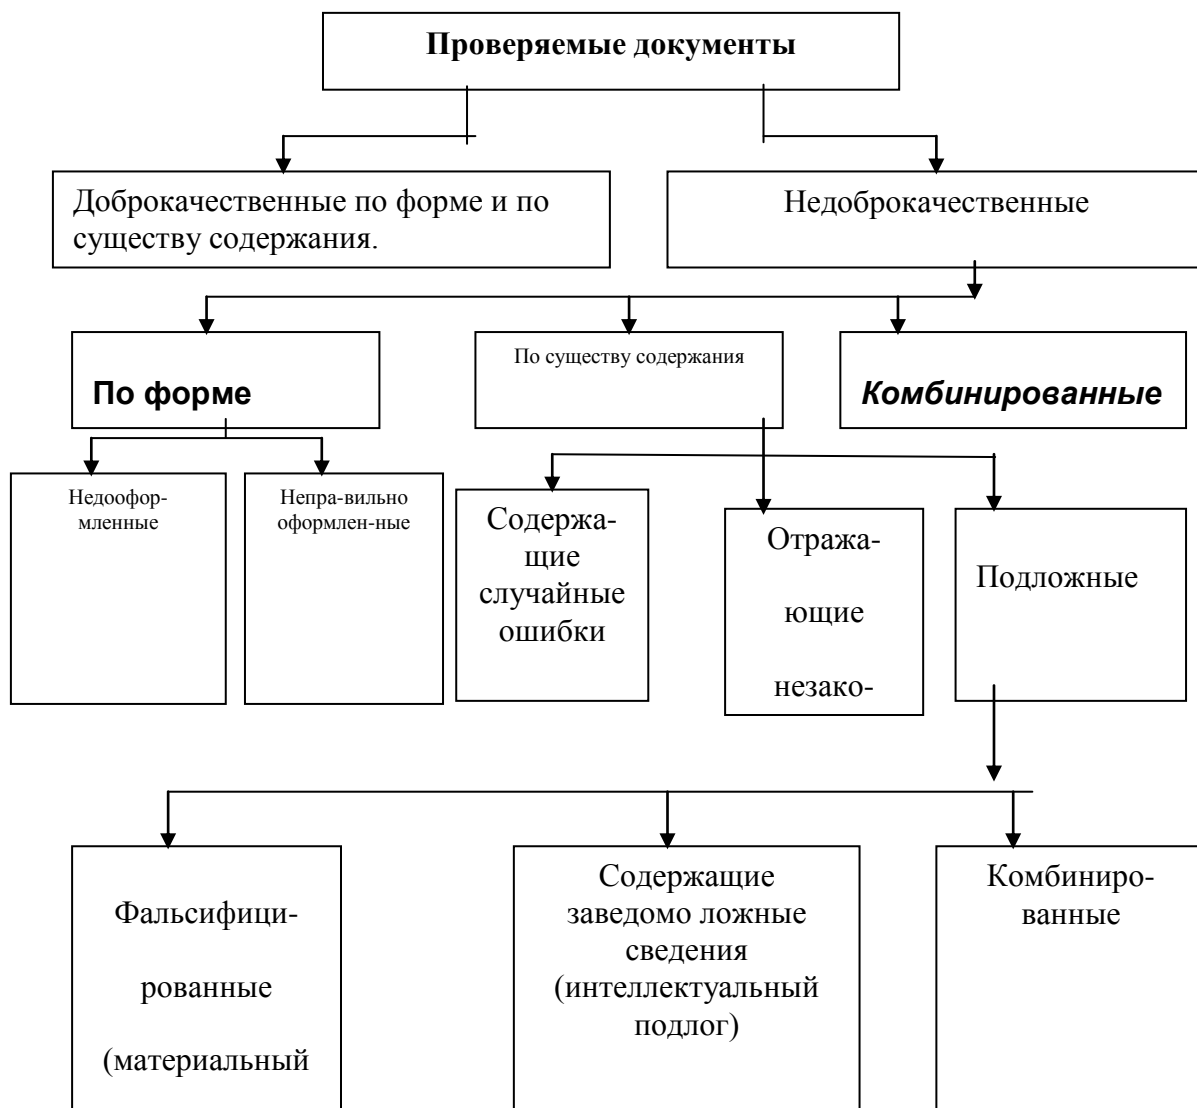 Проверяемые документы
Доброкачественные по форме и по
существу содержания.
Недоброкачественные
По форме
По существу содержания
Комбинированные
Недооофор-
мленные
Непра-вильно
оформлен-ные
Содержа-
щие
случайные
ошибки
Отража-
ющие
незако-
Подложные
Фальсифици-
рованные
(материальный
Содержащие
заведомо ложные
сведения
(интеллектуальный
подлог)
Комбиниро-
ванные